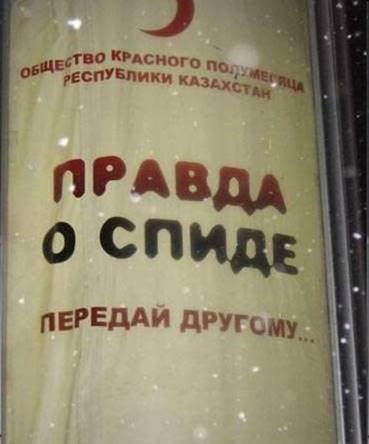 ОБЩЕСТВО КРАСНОГО ПОЛУМЕСЯЦА
РЕСПУБЛИКИ КАЗАХСТАН
ПРАВДА
О СПИДЕ
ПЕРЕДАЙ ДРУГОМУ...